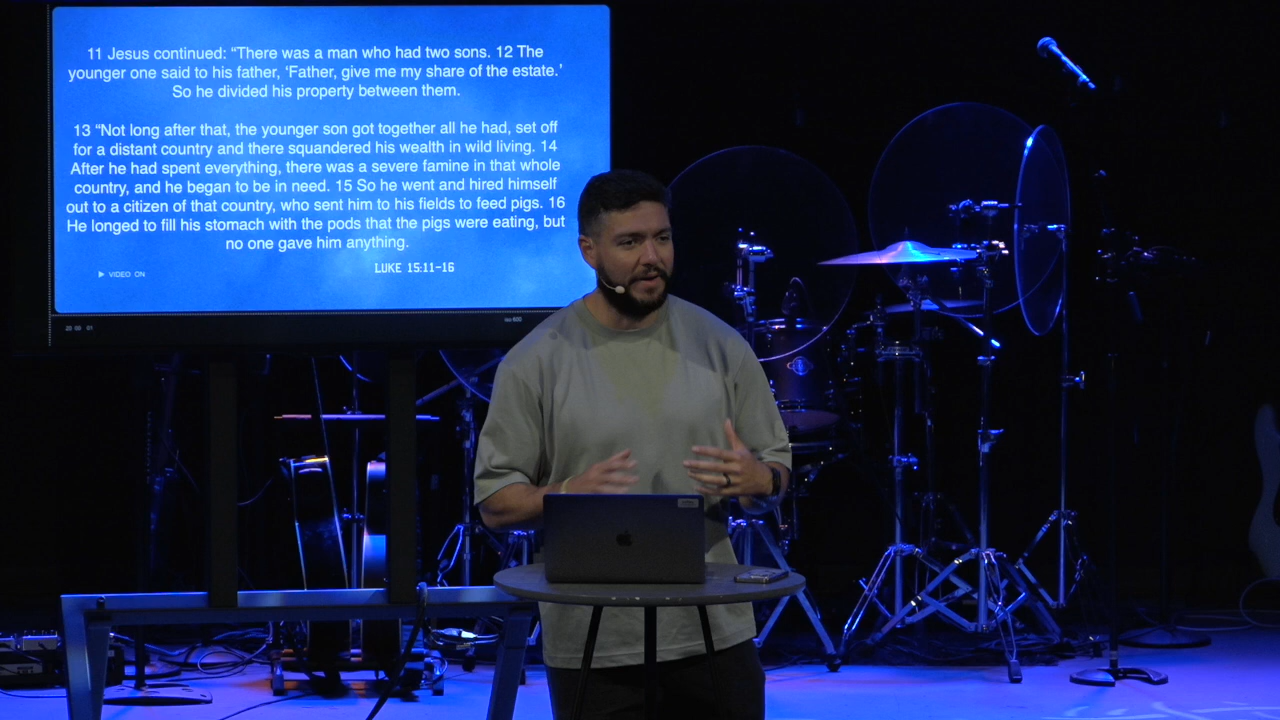 11 Jesus continued: “There was a man who had two sons. 12 The
younger one said to his father, ‘Father, give me my share of the estate.’
So he divided his property between them.
13 “Not long after that, the younger son got together all he had, set off
for a distant country and there squandered his wealth in wild living. 14
After he had spent everything, there was a severe famine in that whole
country, and he began to be in need. 15 So he went and hired himself
out to a citizen of that country, who sent him to his fields to feed pigs. 16
He longed to fill his stomach with the pods that the pigs were eating, but
no one gave him anything.
LUKE 15:11-16
VIDEO ON